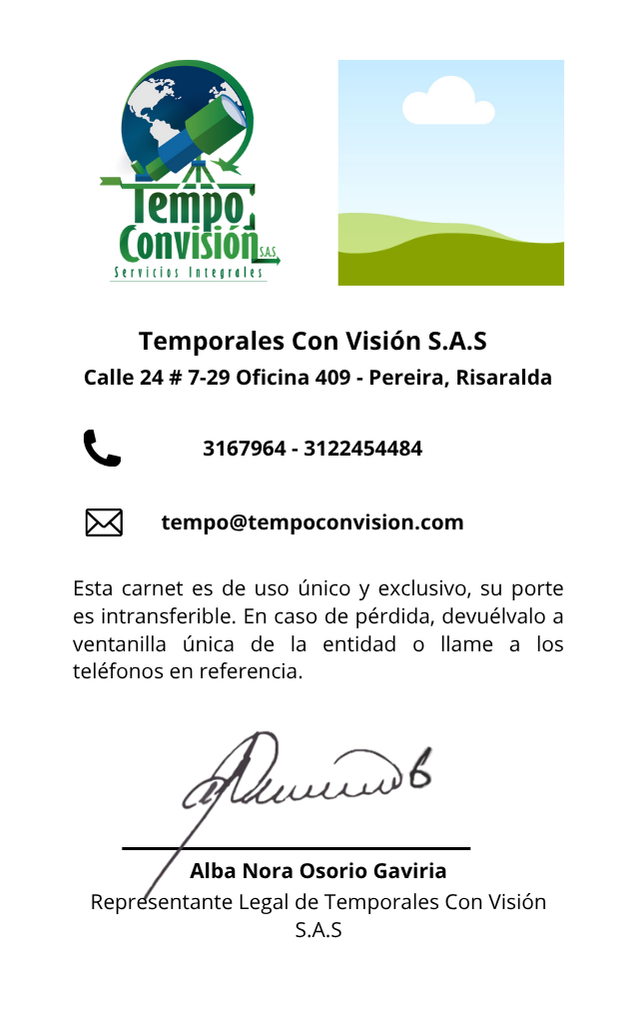 Tempo
Convisión S.A.S
Servicios Integrales
Temporales Con Visión S.A.S
Calle 24 # 7-29 Oficina 409 - Pereira, Risaralda
3167964 - 3122454484
tempo@tempoconvision.com
Esta carnet es de uso único y exclusivo, su porte
es intransferible. En caso de pérdida, devuélvalo a
ventanilla única de la entidad o llame a los
teléfonos en referencia.
Alba Nora Osorio Gaviria
Representante Legal de Temporales Con Visión
S.A.S